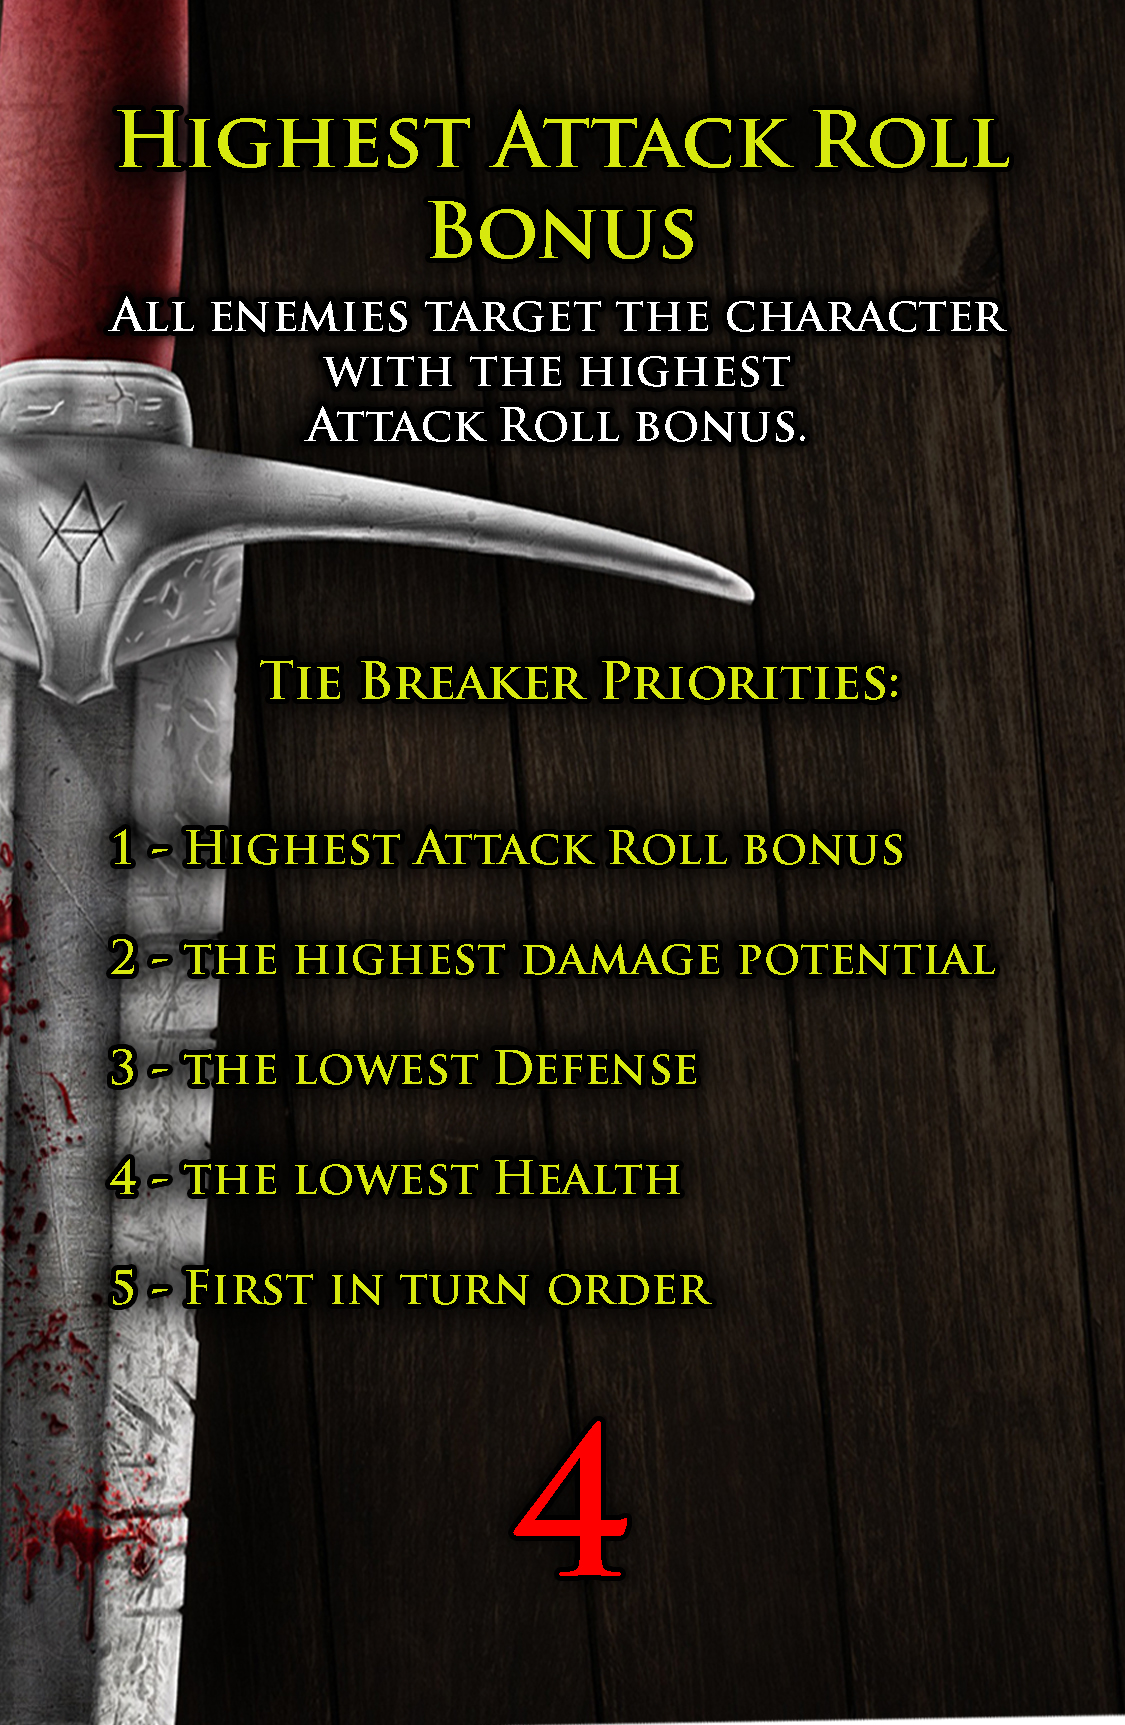 Highest Attack Roll
Bonus
All enemies target the character
with the highest
Attack Roll bonus.
Tie Breaker Priorities:
1 - Highest Attack Roll bonus
2 - the highest damage potential
3 - the lowest Defense
4 - the lowest Health
5 - First in turn order
4